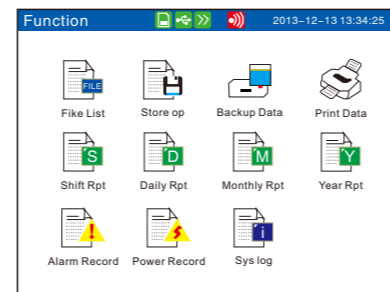 Function 2013-12-13 13:34:25
FILE
Fike List Store op Backup Data Print Data
S D M Y
Shift Rpt Daily Rpt Monthly Rpt Year Rpt
! i
Alarm Record Power Record Sys log